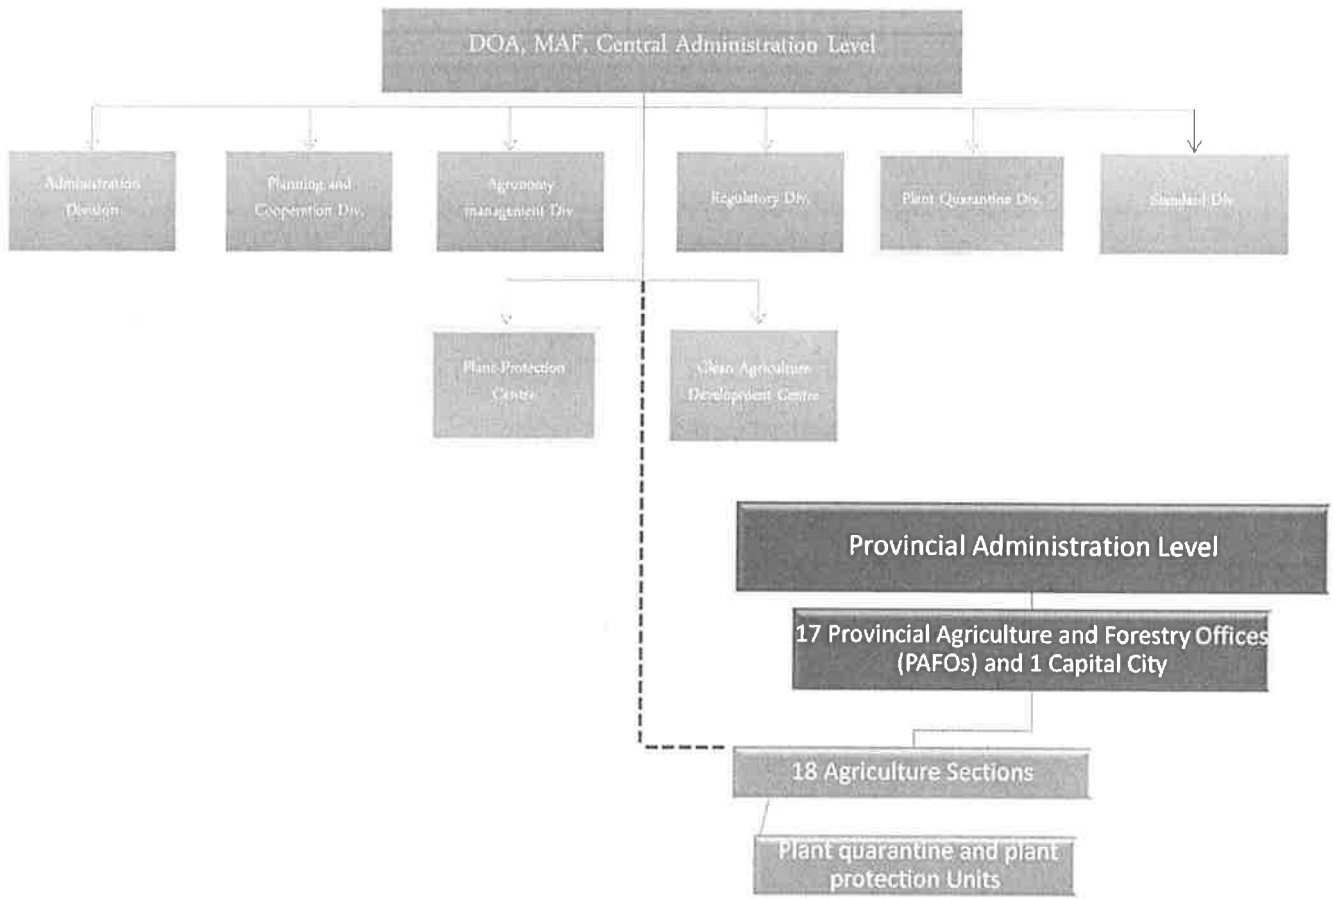 DOA, MAF, Central Administration Level
Administration
Division
Planning and
Cooperation Div.
Agronomy
management Div
Regulatory Div.
Plant Quarantine Div.
Standard Div
Plant Protection
Centre
Clean Agriculture
Development Centre
Provincial Administration Level
17 Provincial Agriculture and Forestry Offices
(PAFOs) and 1 Capital City
18 Agriculture Sections
Plant quarantine and plant
protection Units